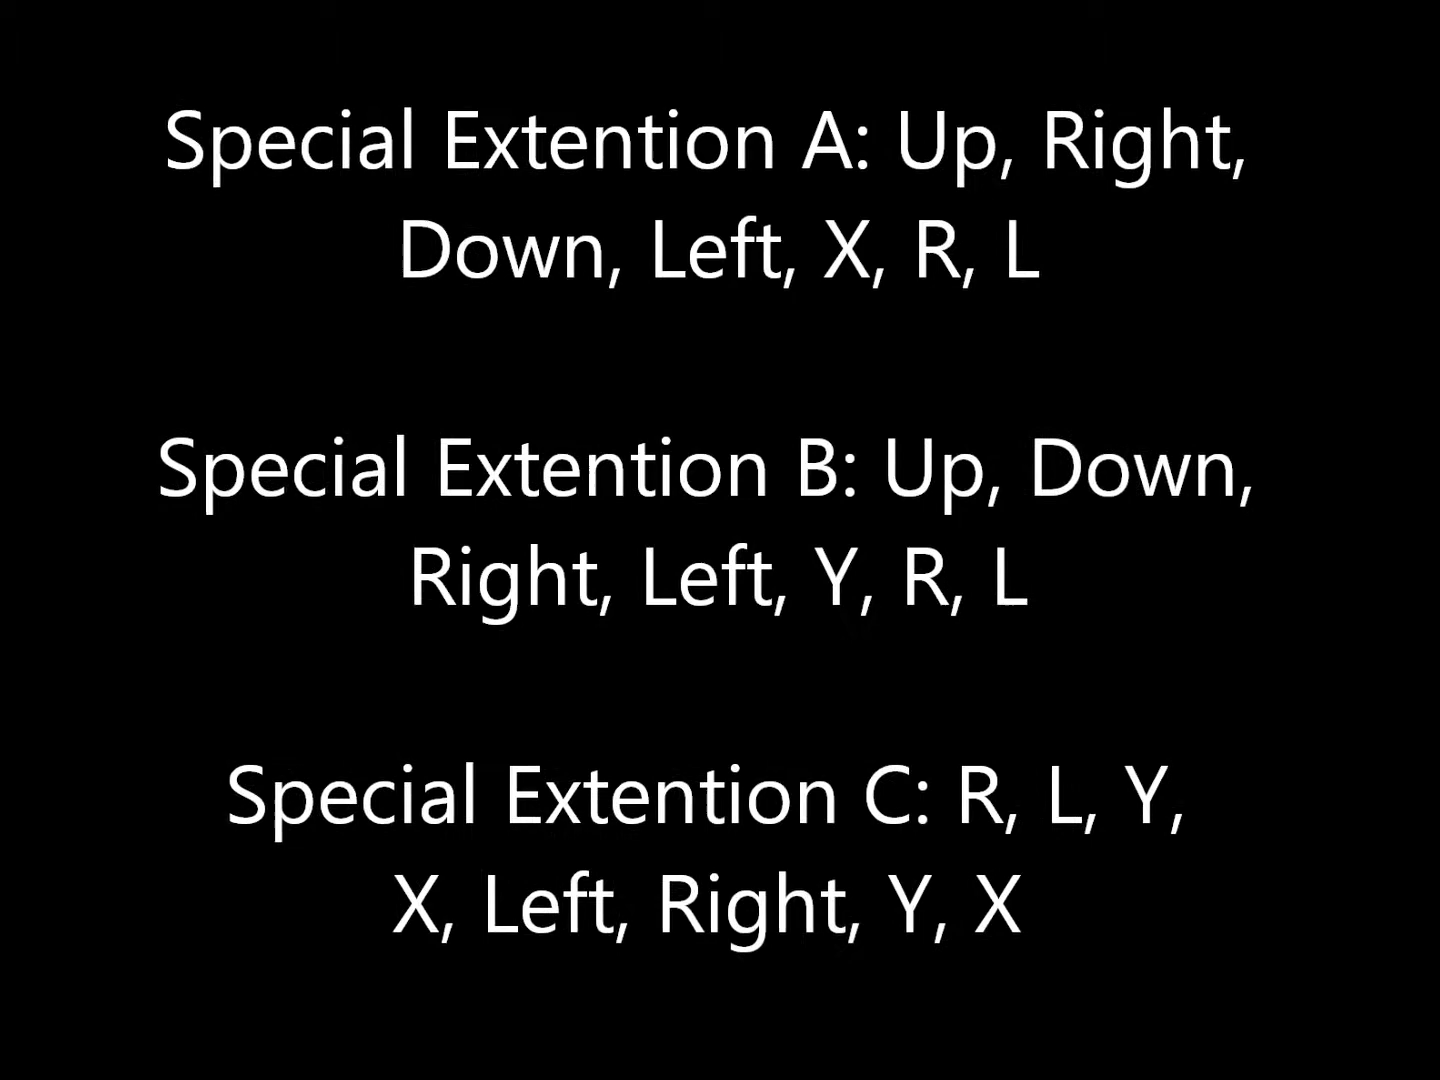 Special Extention A: Up, Right,
Down, Left, X, R, L
Special Extention B: Up, Down,
Right, Left, Y, R, L
Special Extention C: R, L, Y,
X, Left, Right, Y, X